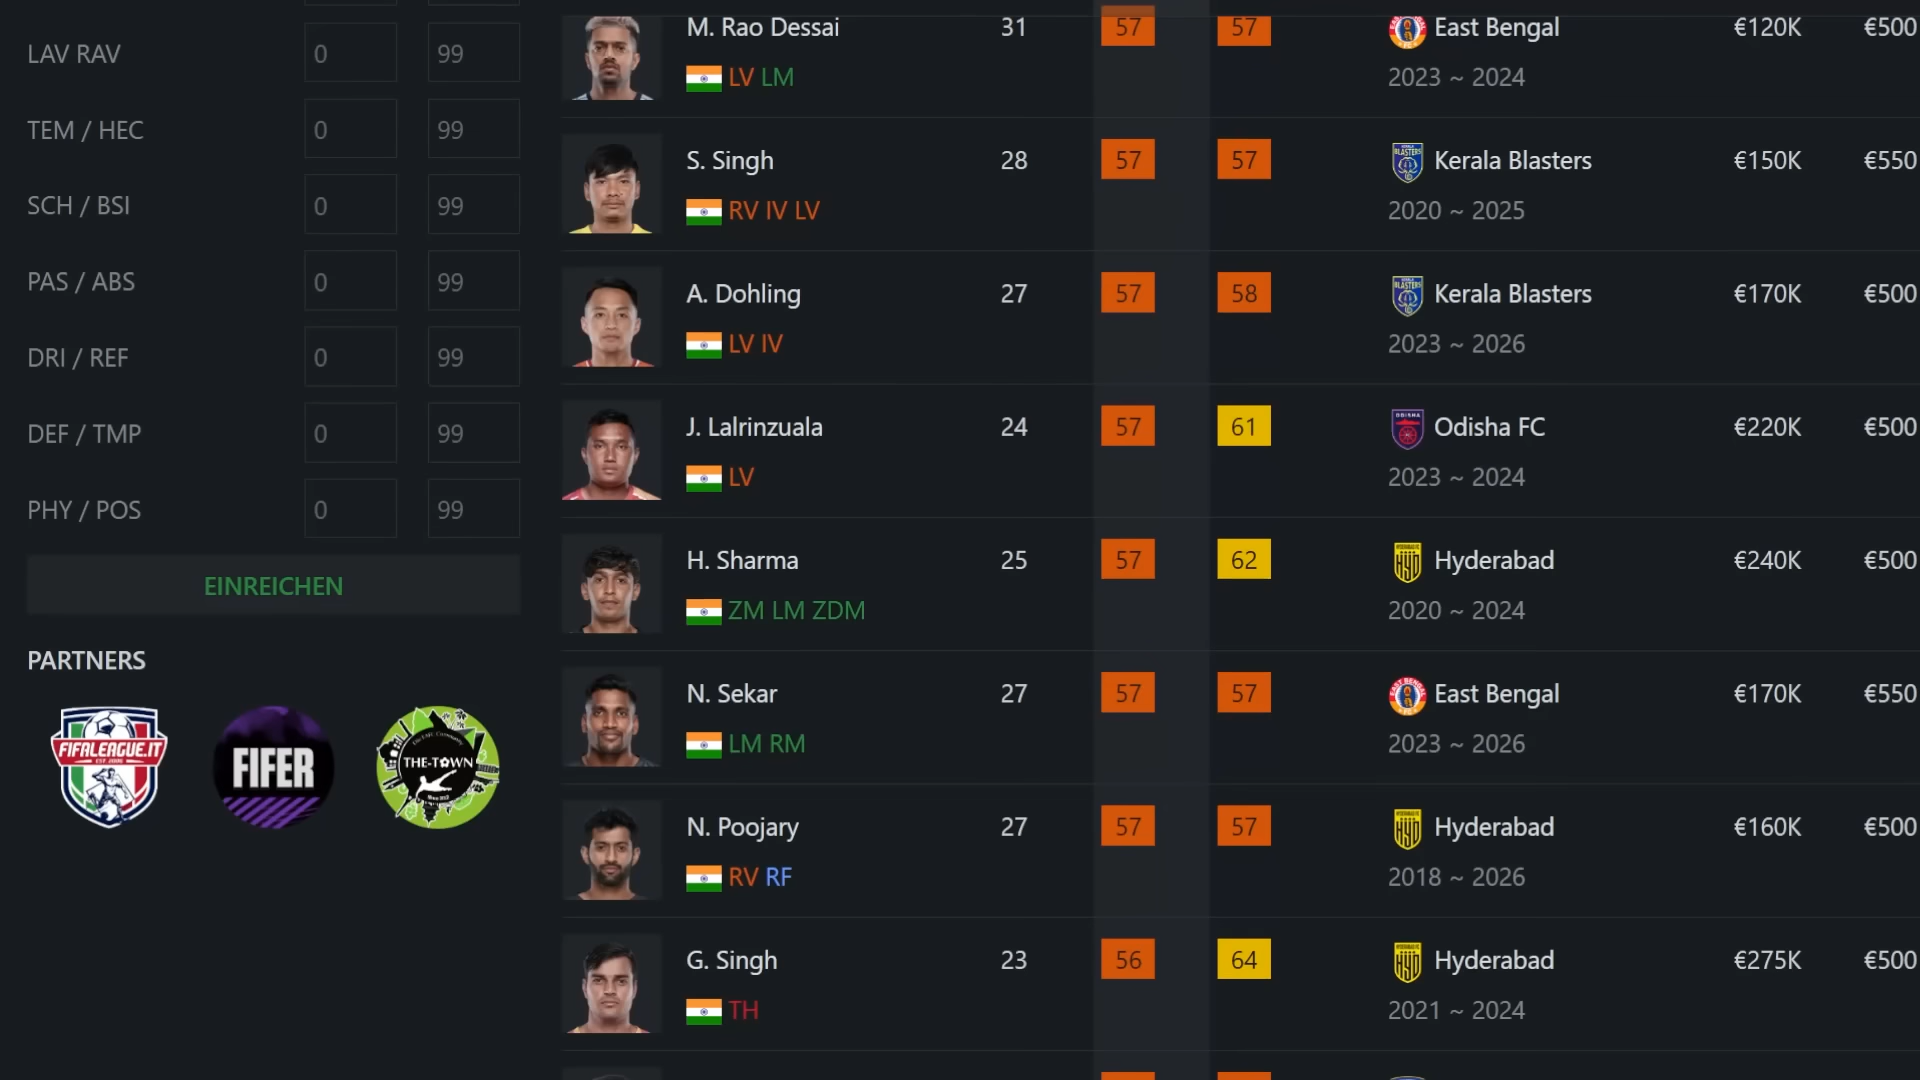 LAV RAV
0
99
TEM / HEC
0
99
SCH / BSI
0
99
PAS / ABS
0
99
DRI / REF
0
99
DEF / TMP
0
99
PHY / POS
0
99
EINREICHEN
PARTNERS
FIFALEAGUE.IT
FIFER
THE-TOWN
M. Rao Dessai
31
57
57
East Bengal
€120K
€500
LV LM
2023 ~ 2024
S. Singh
28
57
57
Kerala Blasters
€150K
€550
RV IV LV
2020 ~ 2025
A. Dohling
27
57
58
Kerala Blasters
€170K
€500
LV IV
2023 ~ 2026
J. Lalrinzuala
24
57
61
Odisha FC
€220K
€500
LV
2023 ~ 2024
H. Sharma
25
57
62
Hyderabad
€240K
€500
ZM LM ZDM
2020 ~ 2024
N. Sekar
27
57
57
East Bengal
€170K
€550
LM RM
2023 ~ 2026
N. Poojary
27
57
57
Hyderabad
€160K
€500
RV RF
2018 ~ 2026
G. Singh
23
56
64
Hyderabad
€275K
€500
TH
2021 ~ 2024